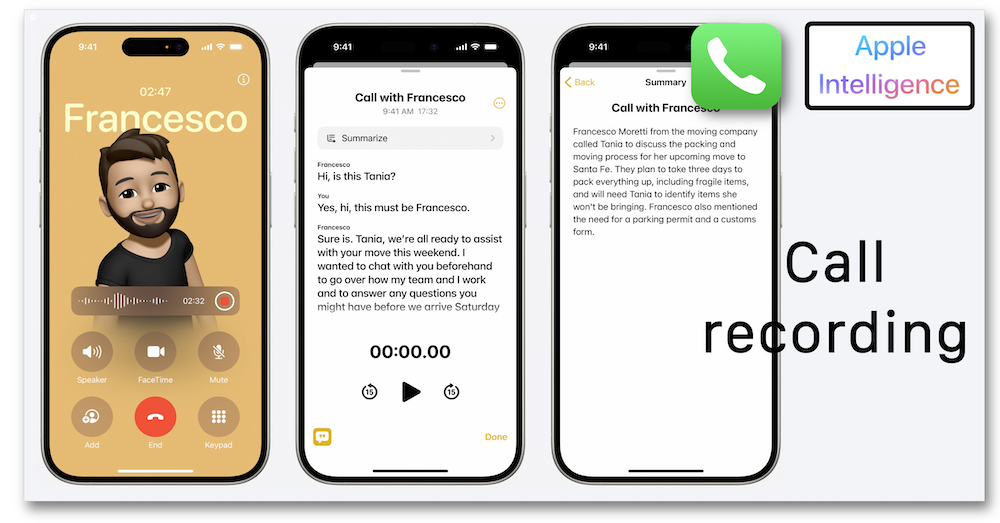 9:41
02:47
Francesco
02:32
Speaker
FaceTime
Mute
Add
End
Keypad
9:41
Call with Francesco
9:41 AM 17:32
Summarize
Francesco
Hi, is this Tania?
You
Yes, hi, this must be Francesco.
Francesco
Sure is. Tania, we're all ready to assist
with your move this weekend. I
wanted to chat with you beforehand
to go over how my team and I work
and to answer any questions you
might have before we arrive Saturday
00:00.00
15
15
Done
9:41
Back
Summary
Call with Francesco
Francesco Moretti from the moving company
called Tania to discuss the packing and
moving process for her upcoming move to
Santa Fe. They plan to take three days to
pack everything up, including fragile items,
and will need Tania to identify items she
won't be bringing. Francesco also mentioned
the need for a parking permit and a customs
form.
Apple
Intelligence
Call
recording